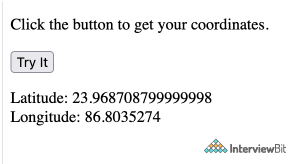 Click the button to get your coordinates.
Try It
Latitude: 23.968708799999998
Longitude: 86.8035274
InterviewBit